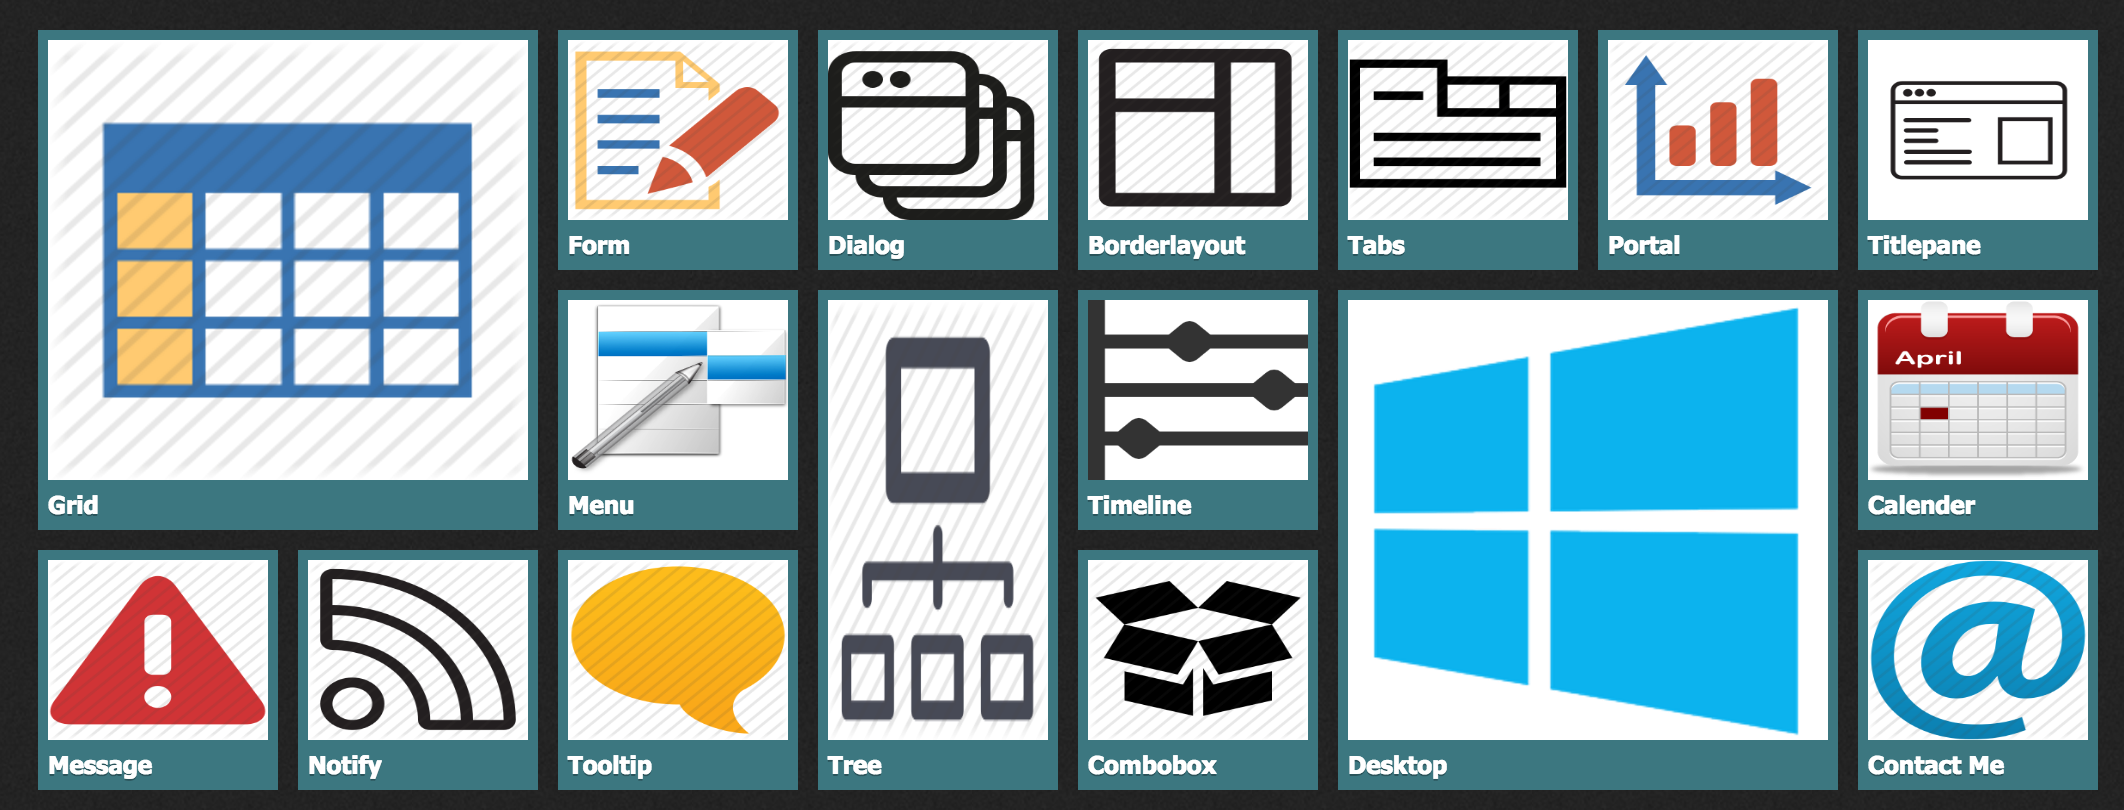 Grid
Form
Dialog
Borderlayout
Tabs
Portal
Titlepane
Menu
Tree
Timeline
Desktop
April
Calender
Message
Notify
Tooltip
Combobox
@
Contact Me